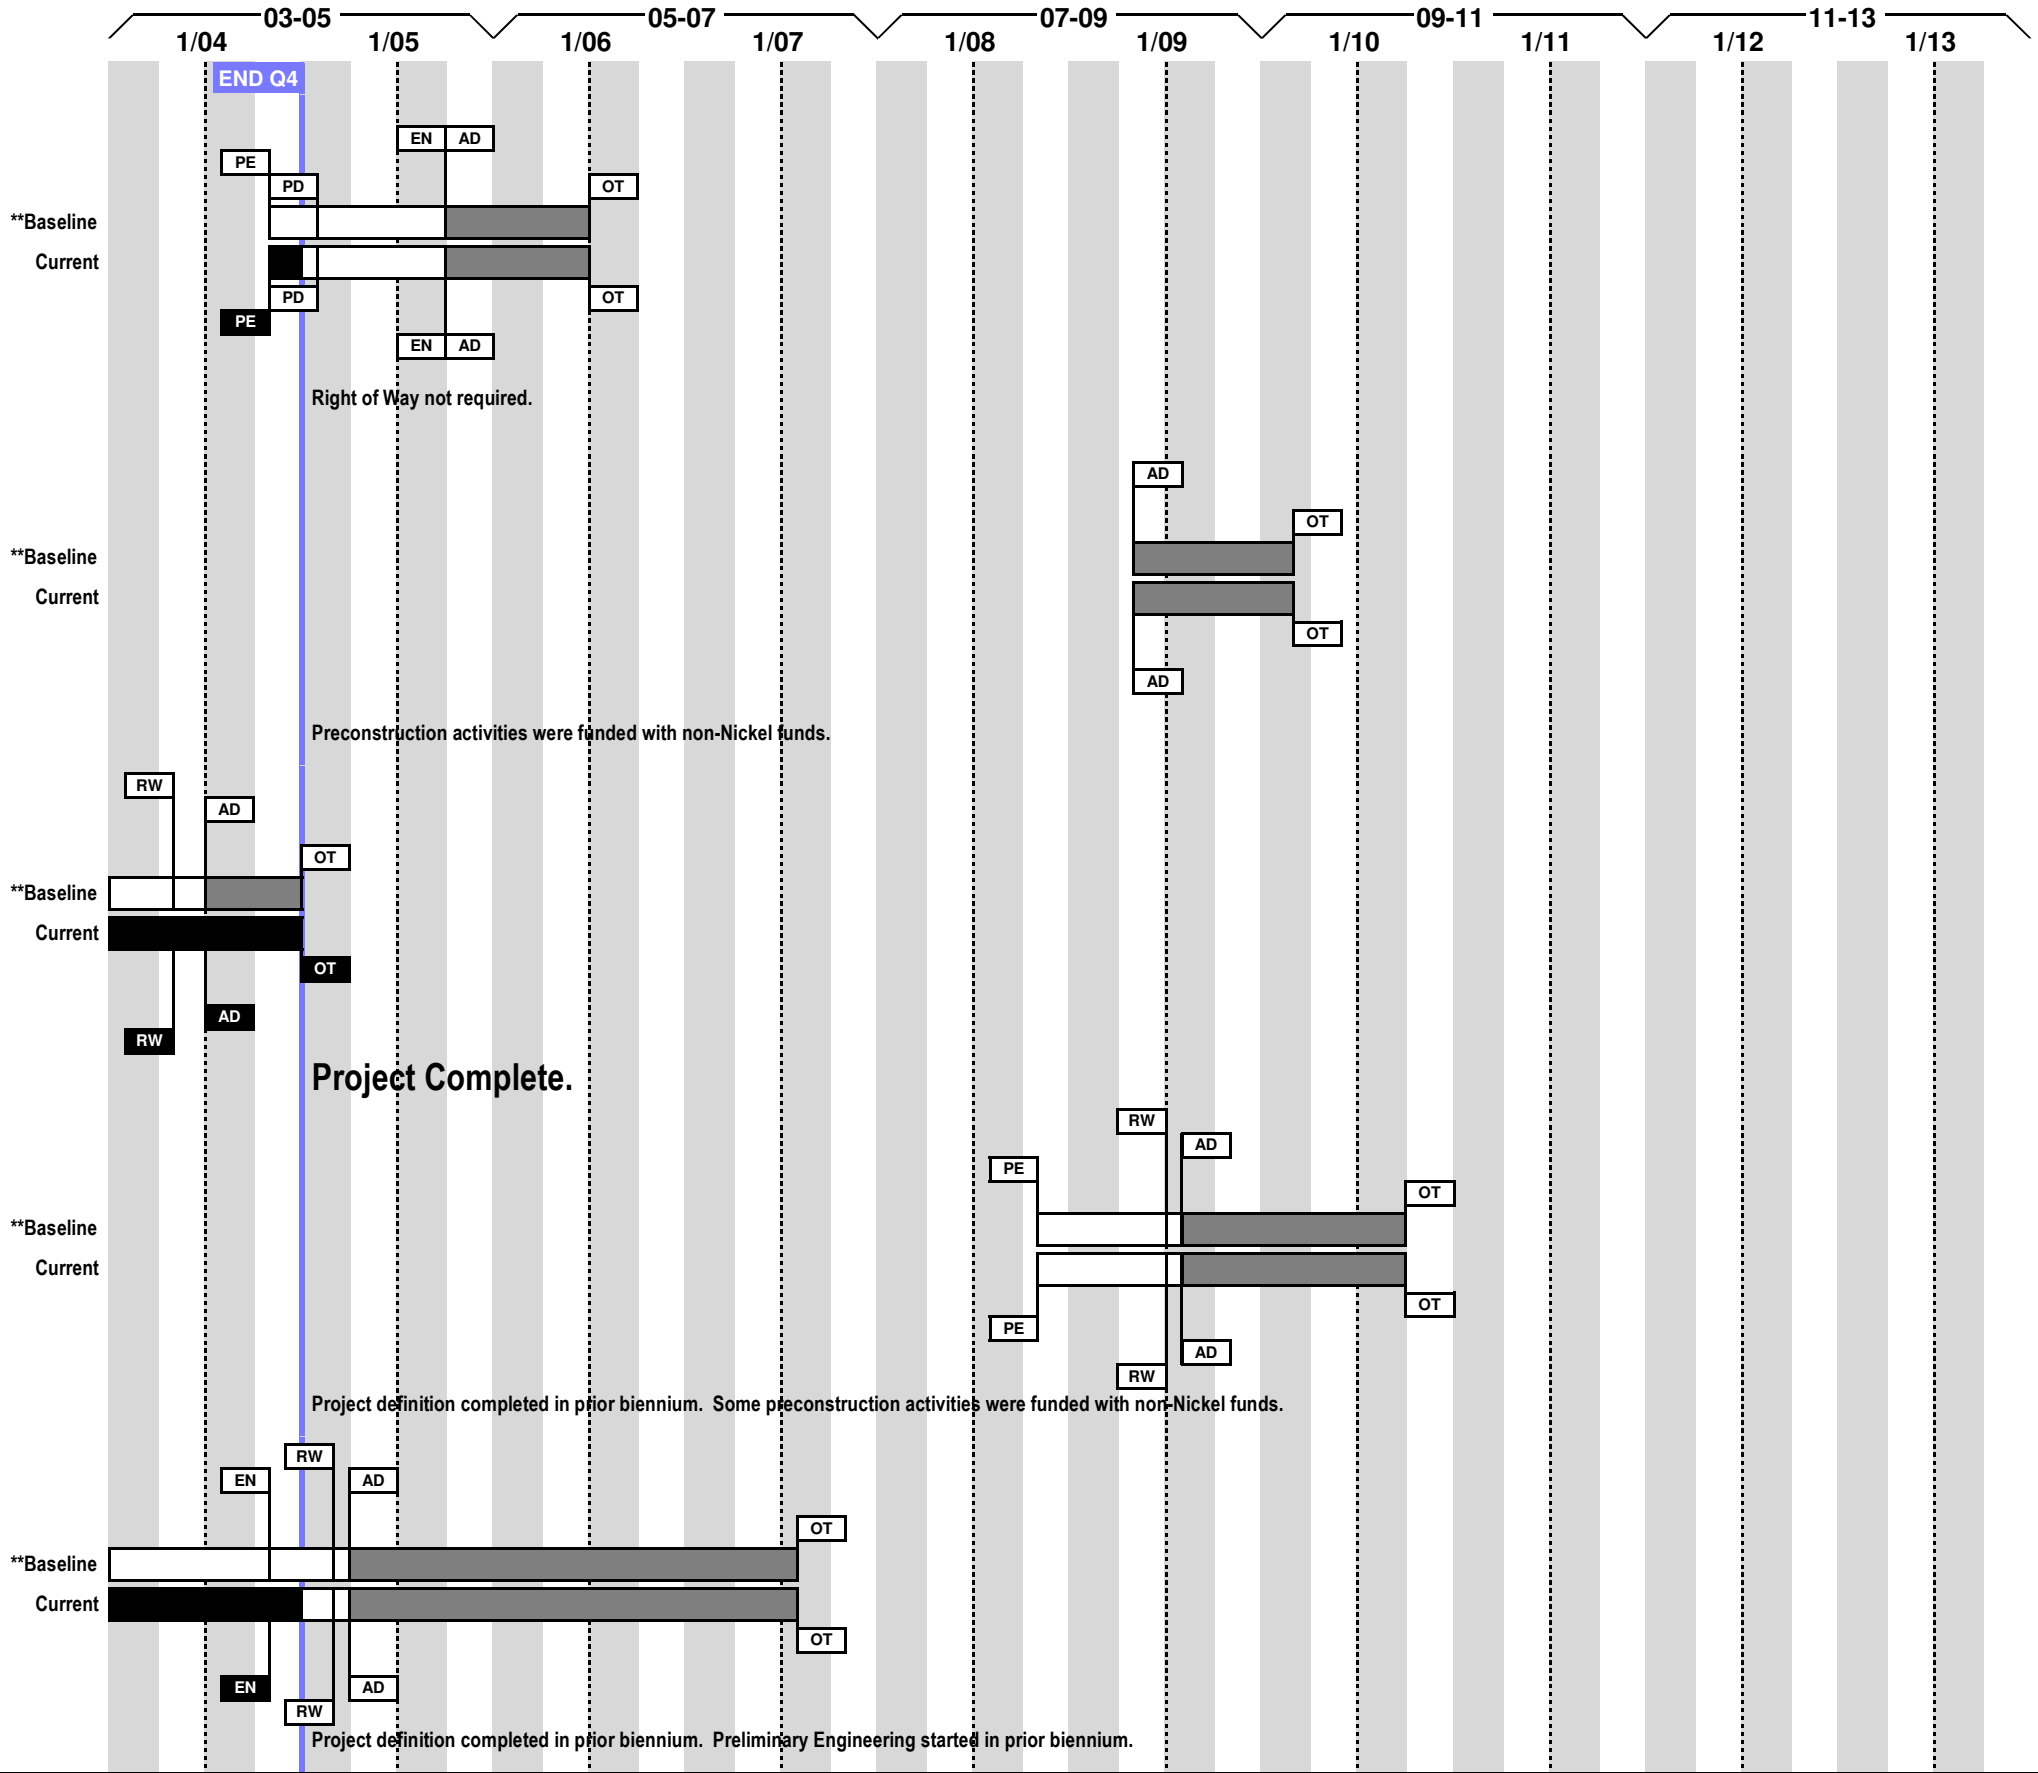 03-05 05-07 07-09 09-11 11-13
1/04 1/05 1/06 1/07 1/08 1/09 1/10 1/11 1/12 1/13
END Q4
EN AD
PE
PD OT
**Baseline
Current
PD OT
PE
EN AD
Right of Way not required.
AD
OT
**Baseline
Current
OT
AD
Preconstruction activities were funded with non-Nickel funds.
RW
AD
OT
**Baseline
Current
OT
AD
RW
Project Complete.
RW
AD
PE
OT
**Baseline
Current
OT
PE
AD
RW
Project definition completed in prior biennium.  Some preconstruction activities were funded with non-Nickel funds.
RW
EN AD
OT
**Baseline
Current
OT
EN AD
RW
Project definition completed in prior biennium.  Preliminary Engineering started in prior biennium.